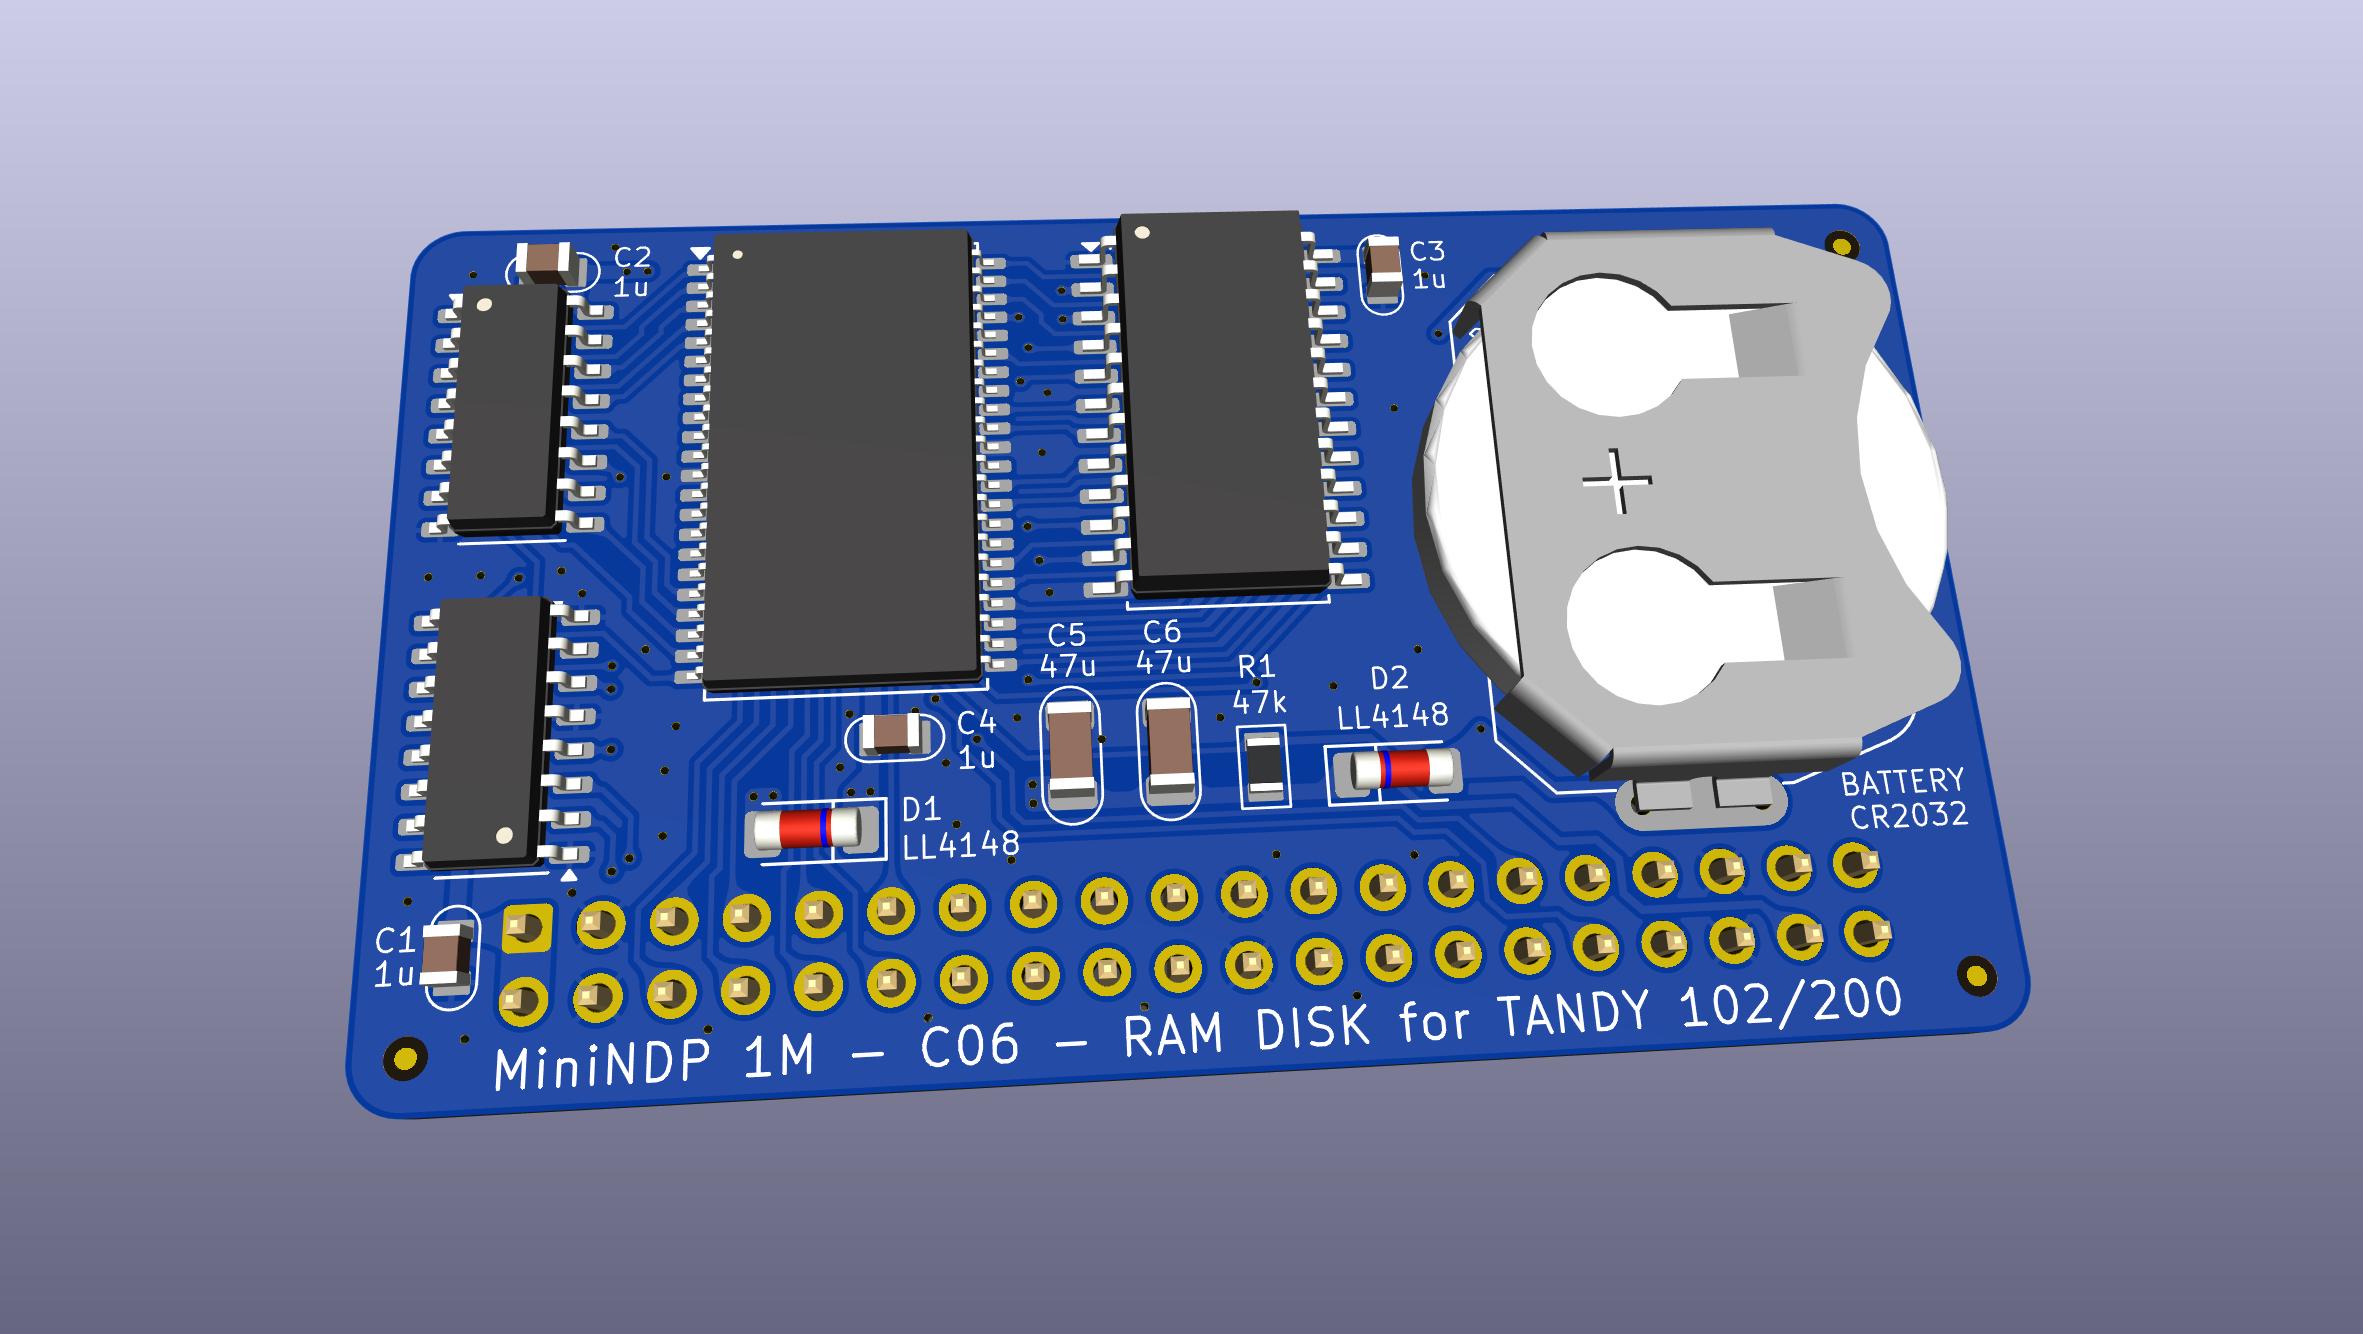 C2
1u
C3
1u
C5
47u
C6
47u
R1
47k
D2
LL4148
C4
1u
D1
LL4148
BATTERY
CR2032
C1
1u
MiniNDP 1M - C06 - RAM DISK for TANDY 102/200